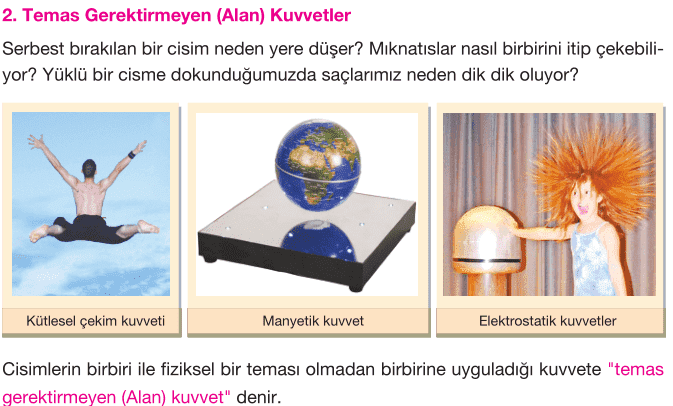 2. Temas Gerektirmeyen (Alan) Kuvvetler
Serbest bırakılan bir cisim neden yere düşer? Mıknatıslar nasıl birbirini itip çekebili-
yor? Yüklü bir cisme dokunduğumuzda saçlarımız neden dik dik oluyor?
Kütlesel çekim kuvveti
Manyetik kuvvet
Elektrostatik kuvvetler
Cisimlerin birbiri ile fiziksel bir teması olmadan birbirine uyguladığı kuvvete "temas
gerektirmeyen (Alan) kuvvet" denir.